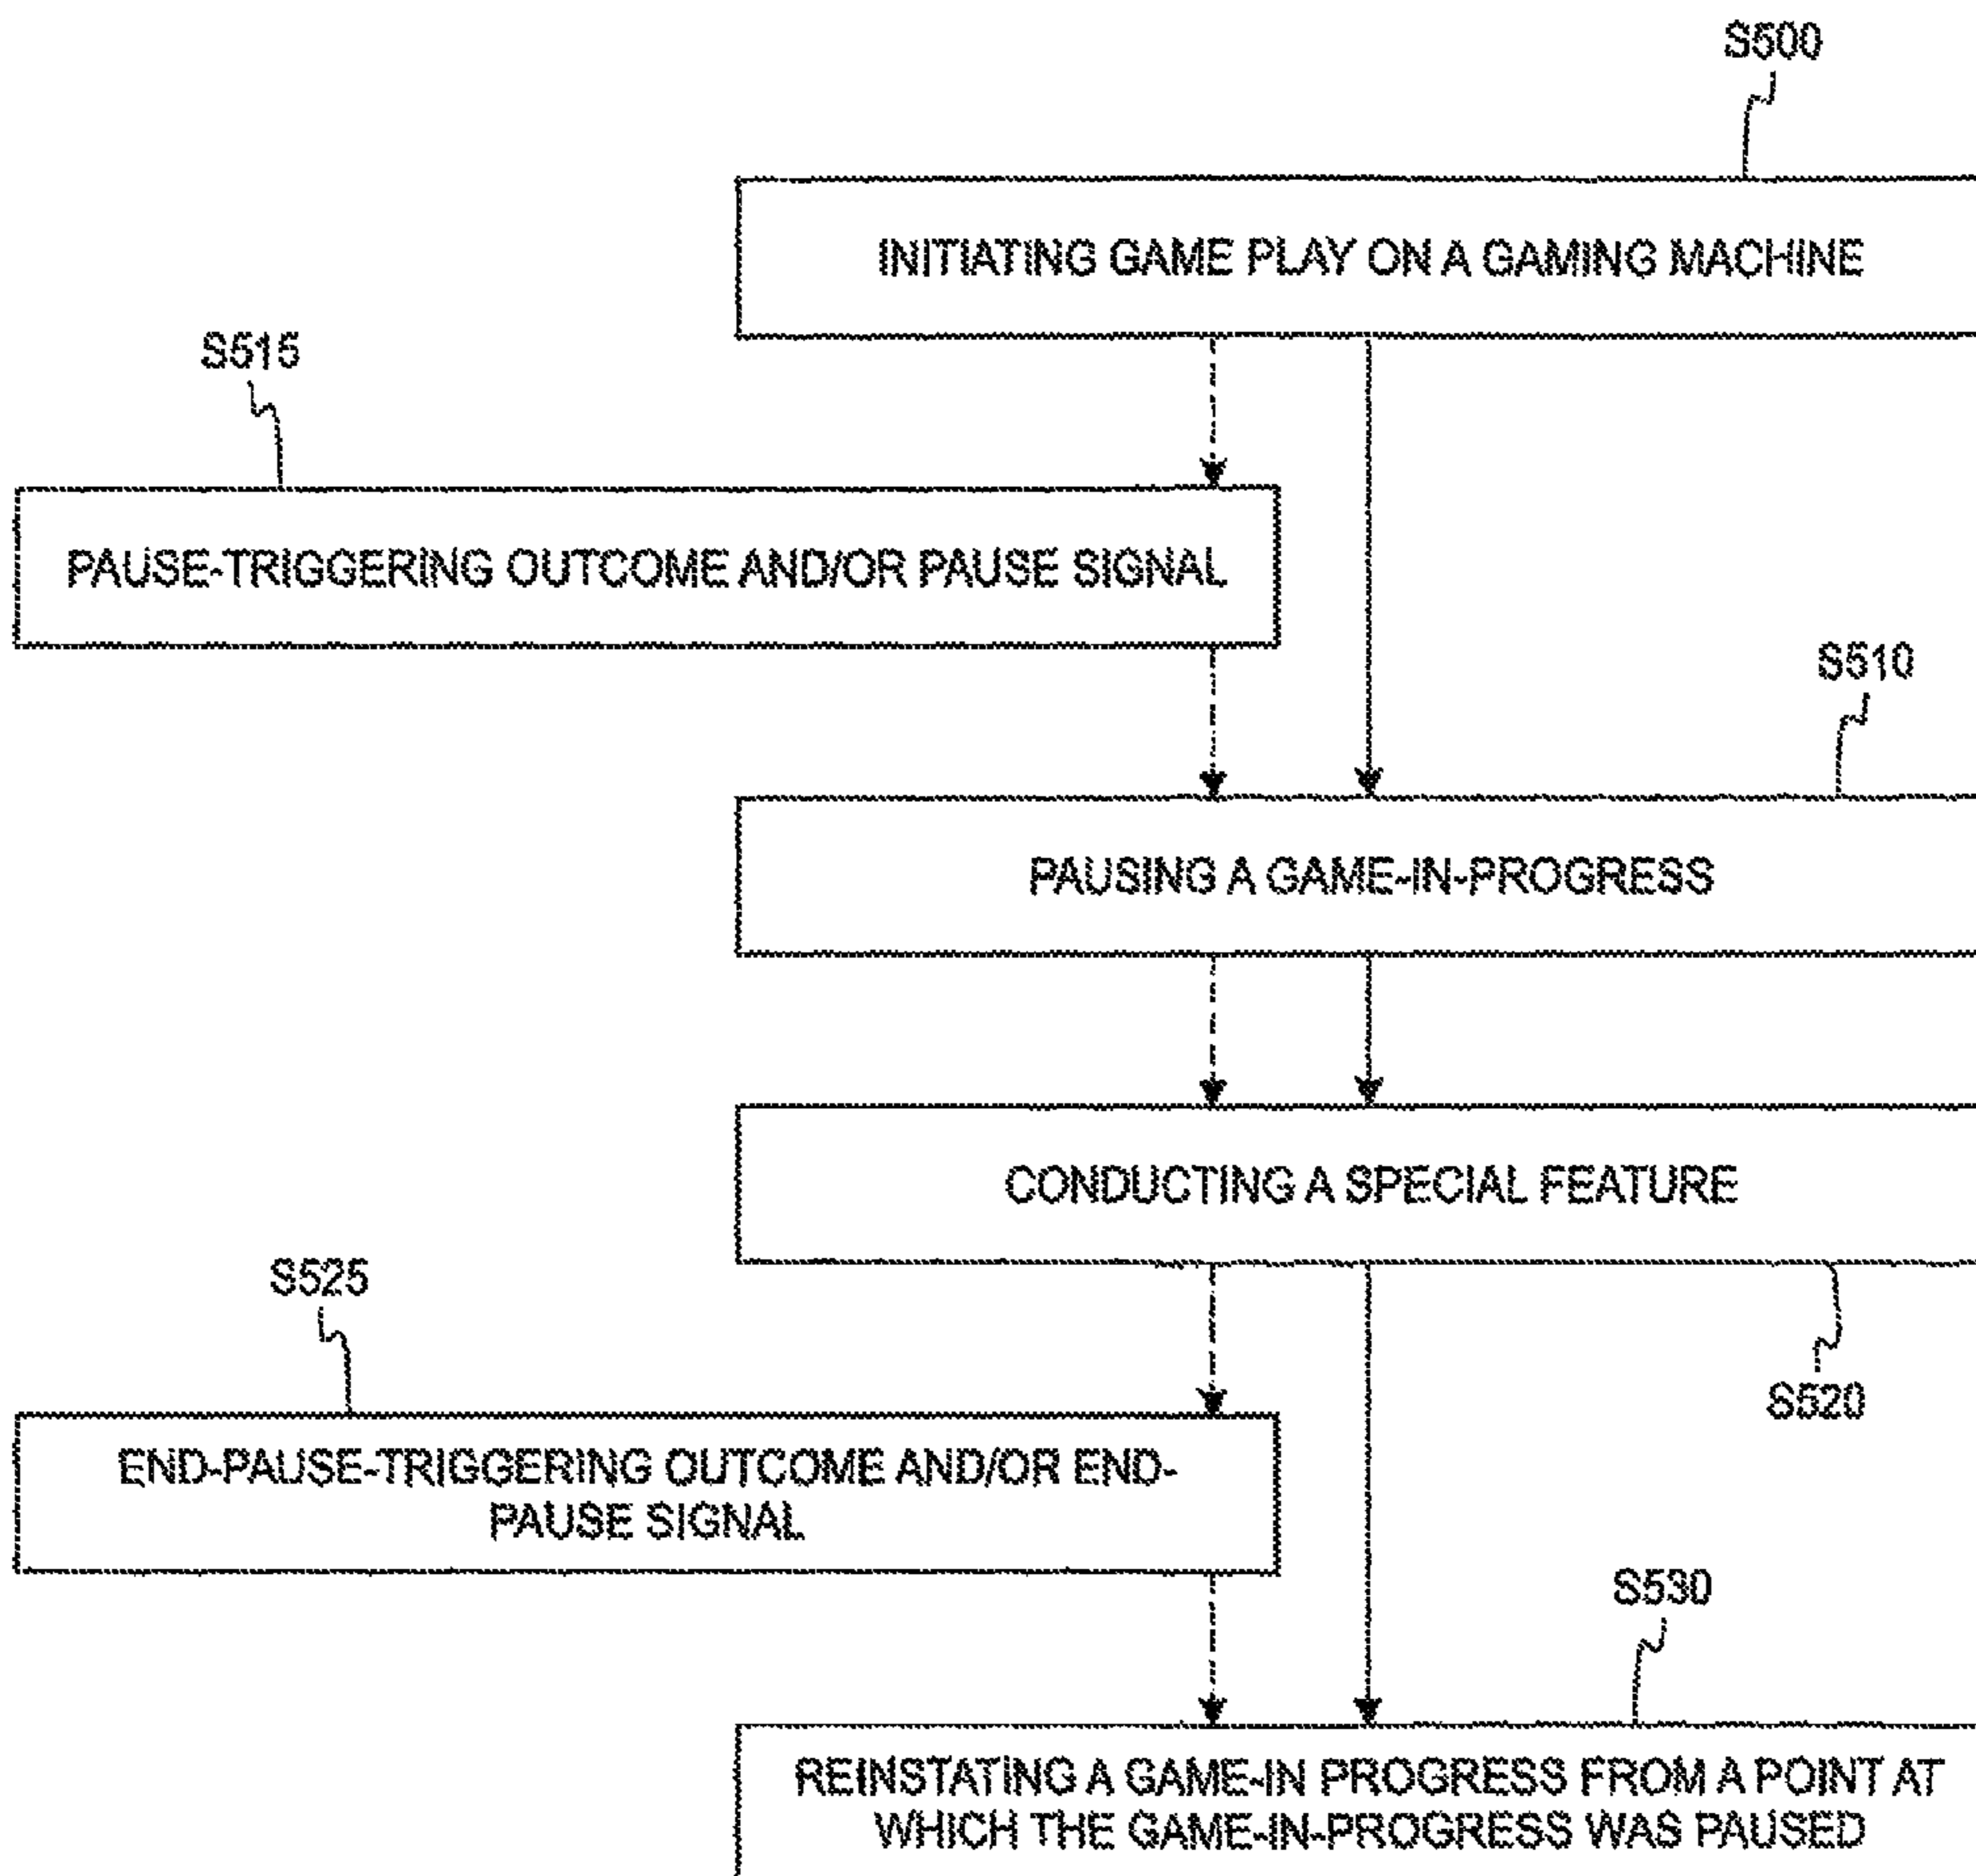 S500
INITIATING GAME PLAY ON A GAMING MACHINE
S515
PAUSE-TRIGGERING OUTCOME AND/OR PAUSE SIGNAL
S510
PAUSING A GAME-IN-PROGRESS
CONDUCTING A SPECIAL FEATURE
S525
S520
END-PAUSE-TRIGGERING OUTCOME AND/OR END-
PAUSE SIGNAL
S530
REINSTATING A GAME-IN PROGRESS FROM A POINT AT
WHICH THE GAME-IN-PROGRESS WAS PAUSED